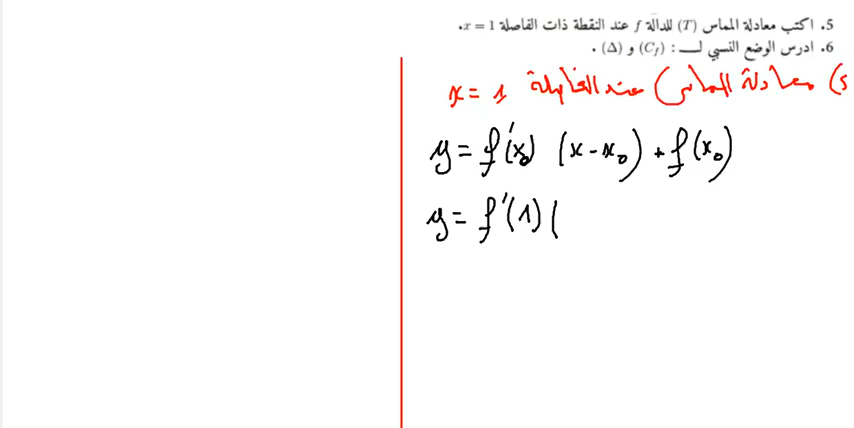 5. اكتب معادلة المماس (T) للدالة f عند النقطة ذات الفاصلة x = 1.
6. ادرس الوضع النسبي لـ : (Cf) و (Δ) .
5) معادلة المماس عند الفاصلة x = 1
y = f'(x₀) (x - x₀) + f(x₀)
y = f'(1) (